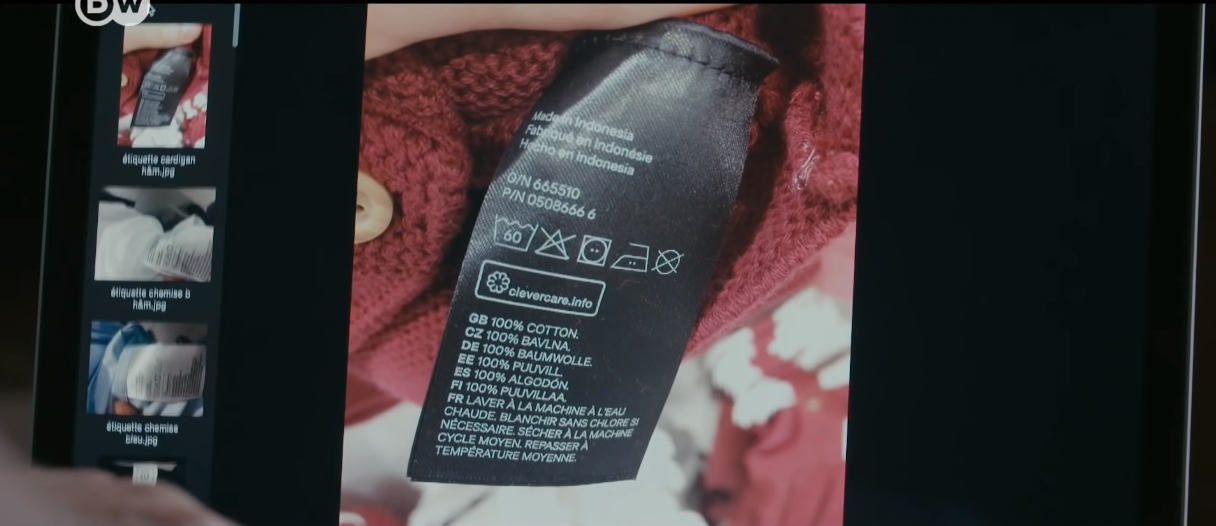 DW
étiquette cardigan
h&m.jpg
étiquette chemise b
h&m.jpg
étiquette chemise
bleu.jpg
Made in Indonesia
Fabriqué en Indonésie
Hecho en Indonesia
G/N 665510
P/N 0508666 6
60
clevercare.info
GB 100% COTTON.
CZ 100% BAVLNA.
DE 100% BAUMWOLLE.
EE 100% PUUVILL.
ES 100% ALGODÓN.
FI 100% PUUVILLAA.
FR LAVER À LA MACHINE À L'EAU
CHAUDE. BLANCHIR SANS CHLORE SI
NÉCESSAIRE. SÉCHER À LA MACHINE
CYCLE MOYEN. REPASSER À
TEMPÉRATURE MOYENNE.